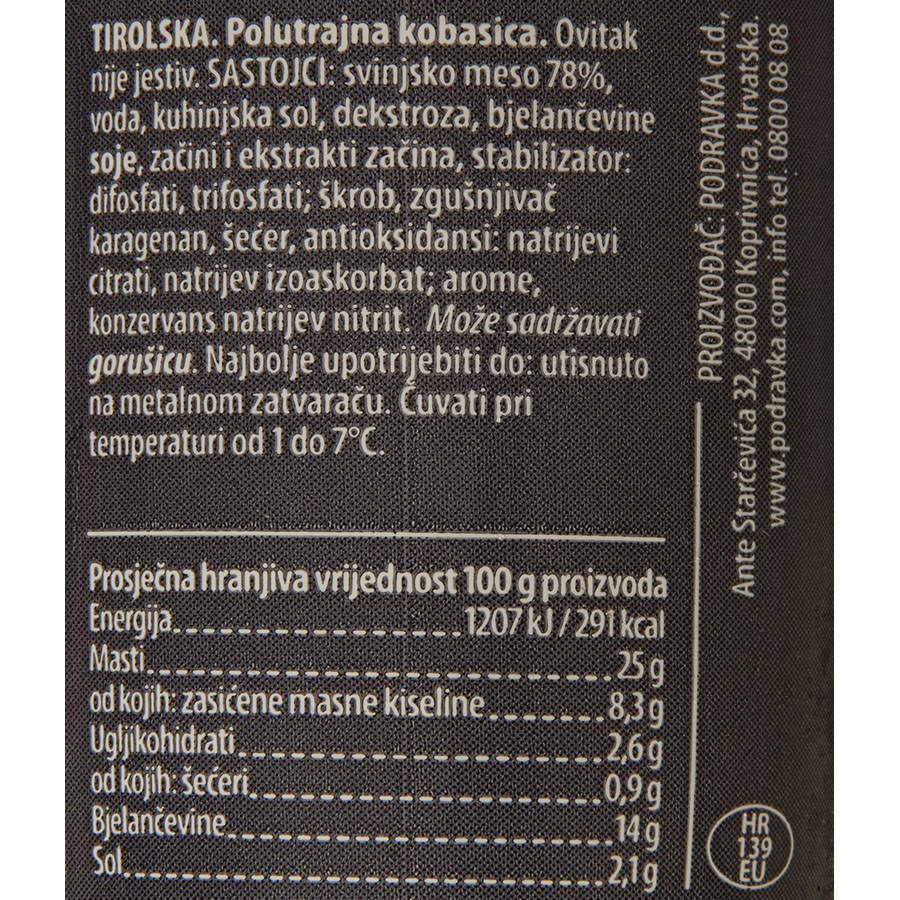 TIROLSKA. Polutrajna kobasica. Ovitak
nije jestiv. SASTOJCI: svinjsko meso 78%,
voda, kuhinjska sol, dekstroza, bjelančevine
soje, začini i ekstrakti začina, stabilizator:
difosfati, trifosfati; škrob, zgušnjivač
karagenan, šećer, antioksidansi: natrijevi
citrati, natrijev izoaskorbat; arome,
konzervans natrijev nitrit. Može sadržavati
gorušicu. Najbolje upotrijebiti do: utisnuto
na metalnom zatvaraču. Čuvati pri
temperaturi od 1 do 7°C.
Prosječna hranjiva vrijednost 100 g proizvoda
Energija 1207 kJ / 291 kcal
Masti 25 g
od kojih: zasićene masne kiseline 8,3 g
Ugljikohidrati 2,6 g
od kojih: šećeri 0,9 g
Bjelančevine 14 g
Sol 2,1 g
PROIZVOĐAČ: PODRAVKA d.d.,
Ante Starčevića 32, 48000 Koprivnica, Hrvatska.
www.podravka.com, info tel. 0800 08 08
HR
139
EU